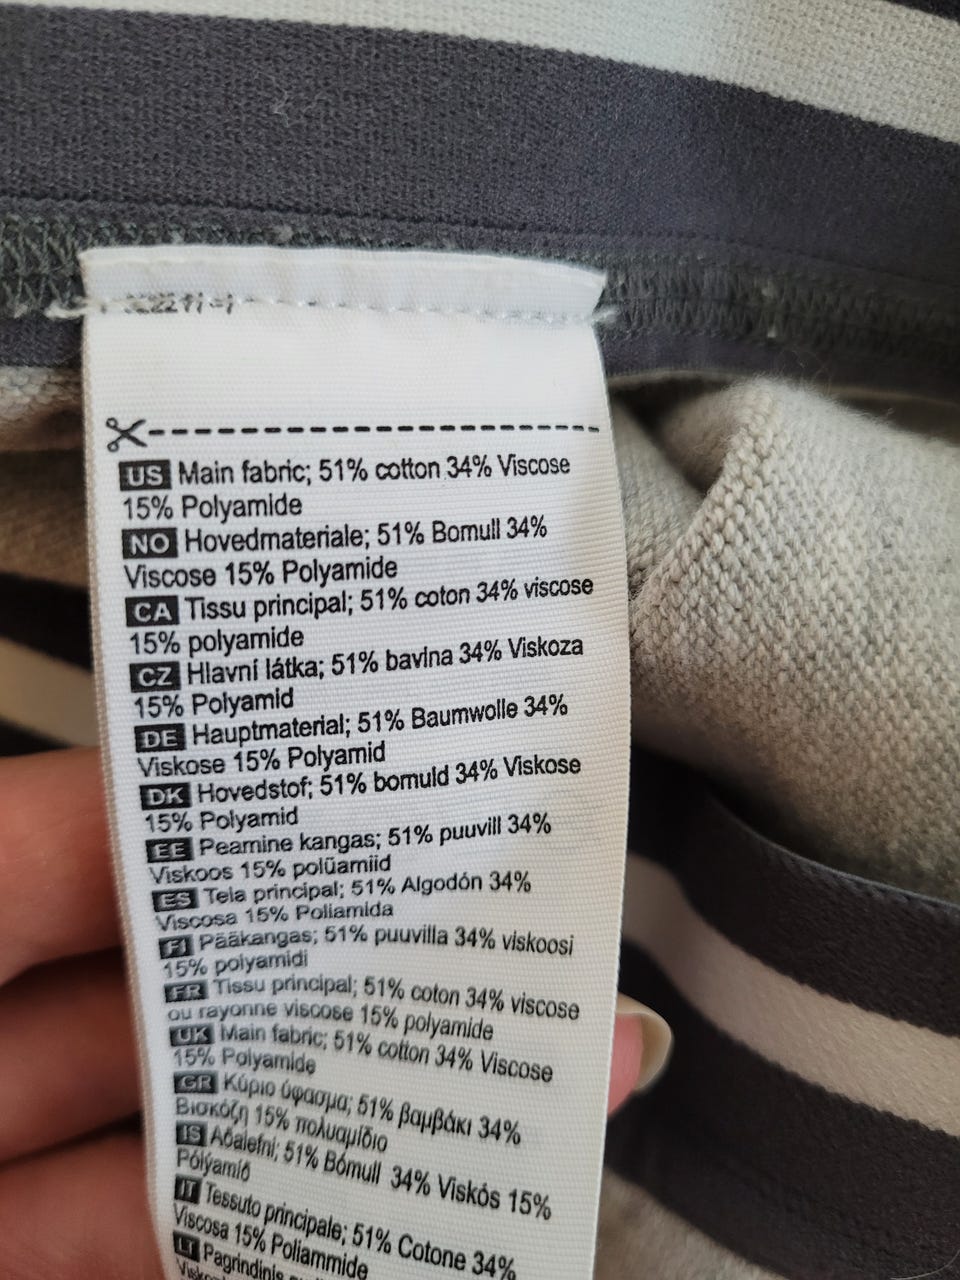 US Main fabric; 51% cotton 34% Viscose
15% Polyamide
NO Hovedmateriale; 51% Bomull 34%
Viscose 15% Polyamide
CA Tissu principal; 51% coton 34% viscose
15% polyamide
CZ Hlavní látka; 51% bavlna 34% Viskoza
15% Polyamid
DE Hauptmaterial; 51% Baumwolle 34%
Viskose 15% Polyamid
DK Hovedstof; 51% bomuld 34% Viskose
15% Polyamid
EE Peamine kangas; 51% puuvill 34%
Viskoos 15% polüamiid
ES Tela principal; 51% Algodón 34%
Viscosa 15% Poliamida
FI Pääkangas; 51% puuvilla 34% viskoosi
15% polyamidi
FR Tissu principal; 51% coton 34% viscose
ou rayonne viscose 15% polyamide
UK Main fabric; 51% cotton 34% Viscose
15% Polyamide
GR Κύριο ύφασμα; 51% βαμβάκι 34%
Βισκόζη 15% πολυαμίδιο
IS Aðalefni; 51% Bómull 34% Viskós 15%
Pólýamíð
IT Tessuto principale; 51% Cotone 34%
Viscosa 15% Poliammide
LT Pagrindinis